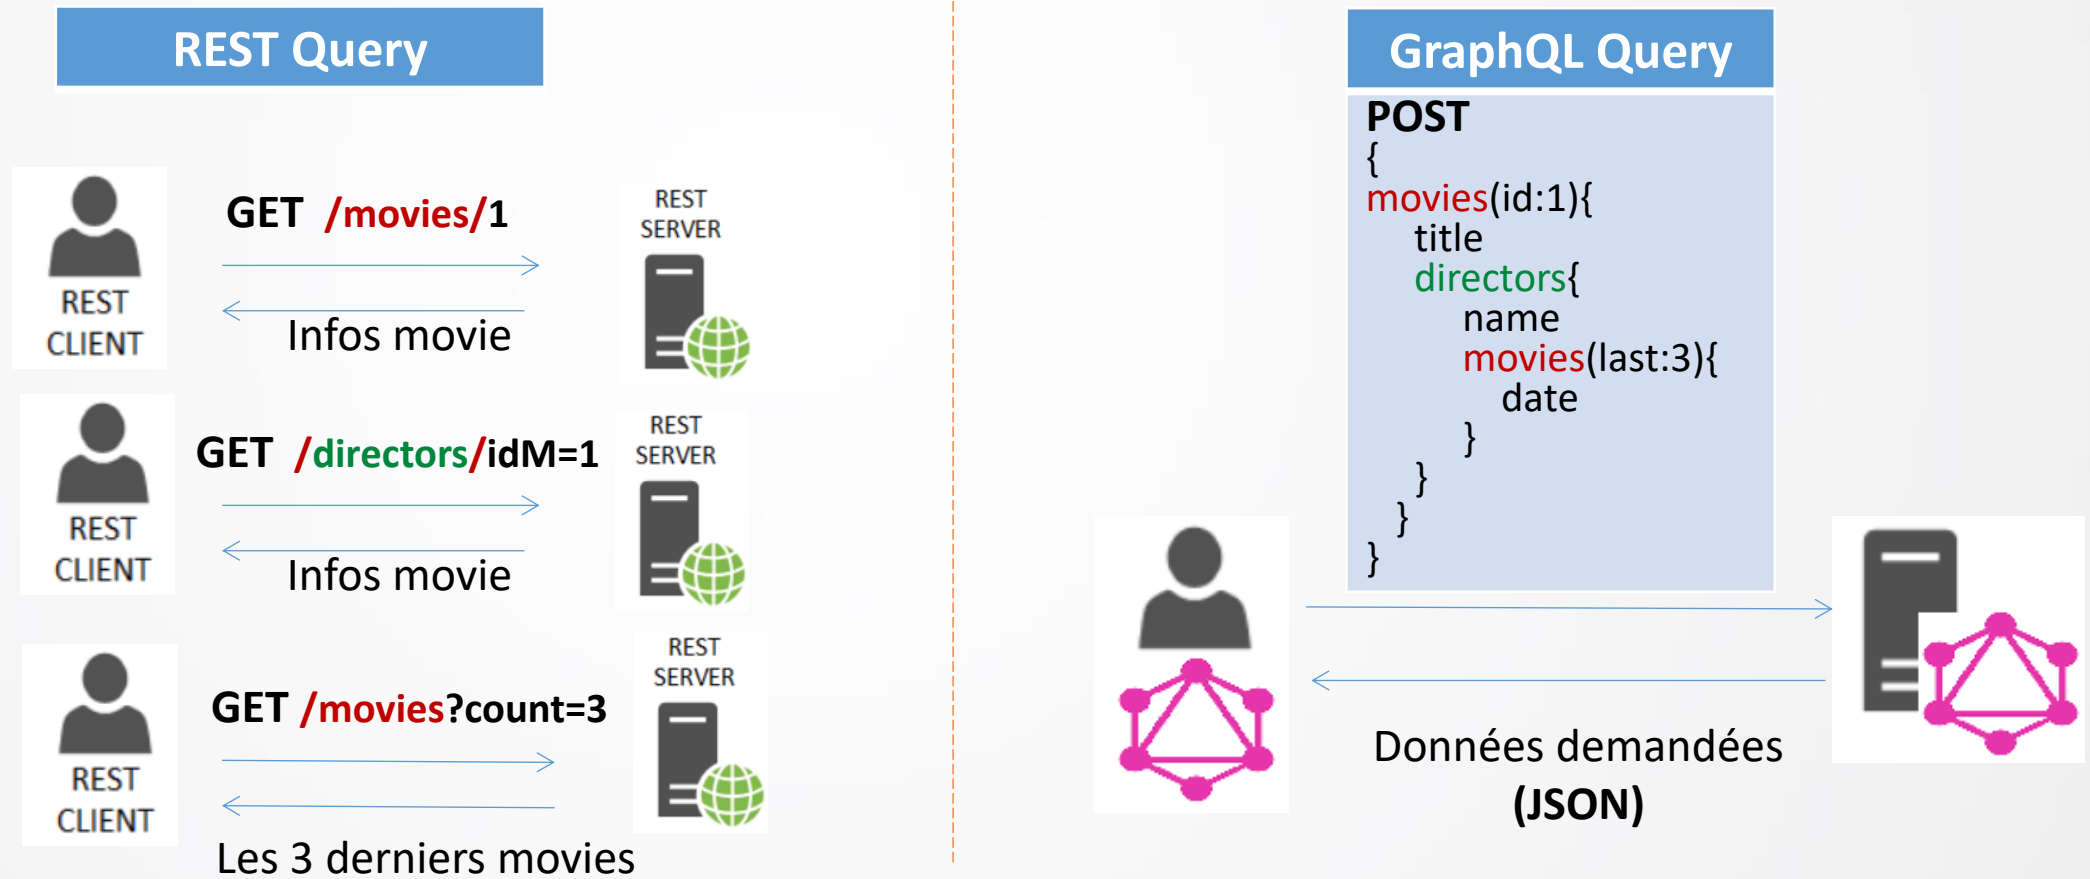 REST Query
REST
CLIENT
GET /movies/1
Infos movie
REST
SERVER
REST
CLIENT
GET /directors/idM=1
Infos movie
REST
SERVER
REST
CLIENT
GET /movies?count=3
Les 3 derniers movies
REST
SERVER
GraphQL Query
POST
{
movies(id:1){
title
directors{
name
movies(last:3){
date
}
}
}
}
Données demandées
(JSON)